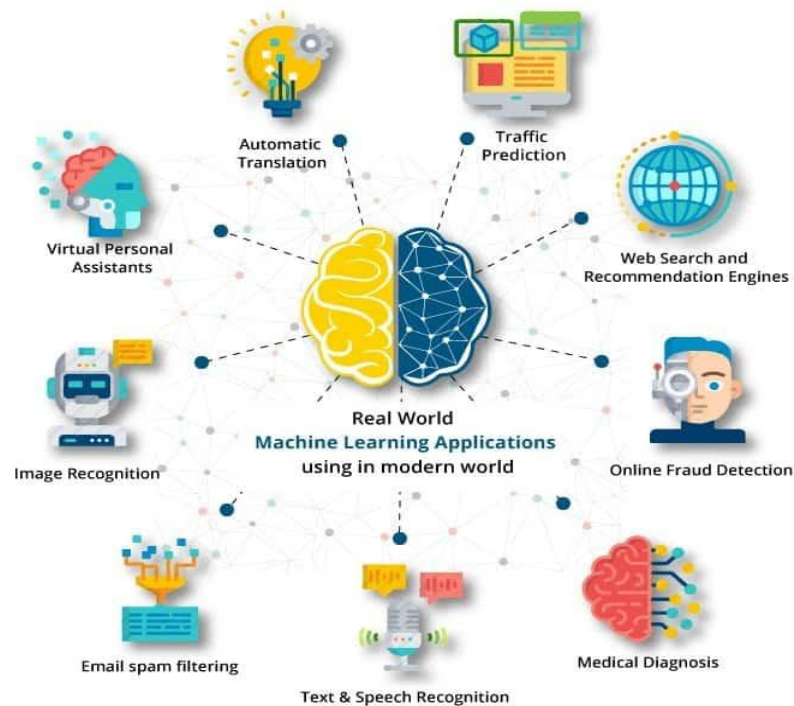 Automatic
Translation
Traffic
Prediction
Virtual Personal
Assistants
Web Search and
Recommendation Engines
Real World
Machine Learning Applications
using in modern world
Image Recognition
Online Fraud Detection
Email spam filtering
Medical Diagnosis
Text & Speech Recognition